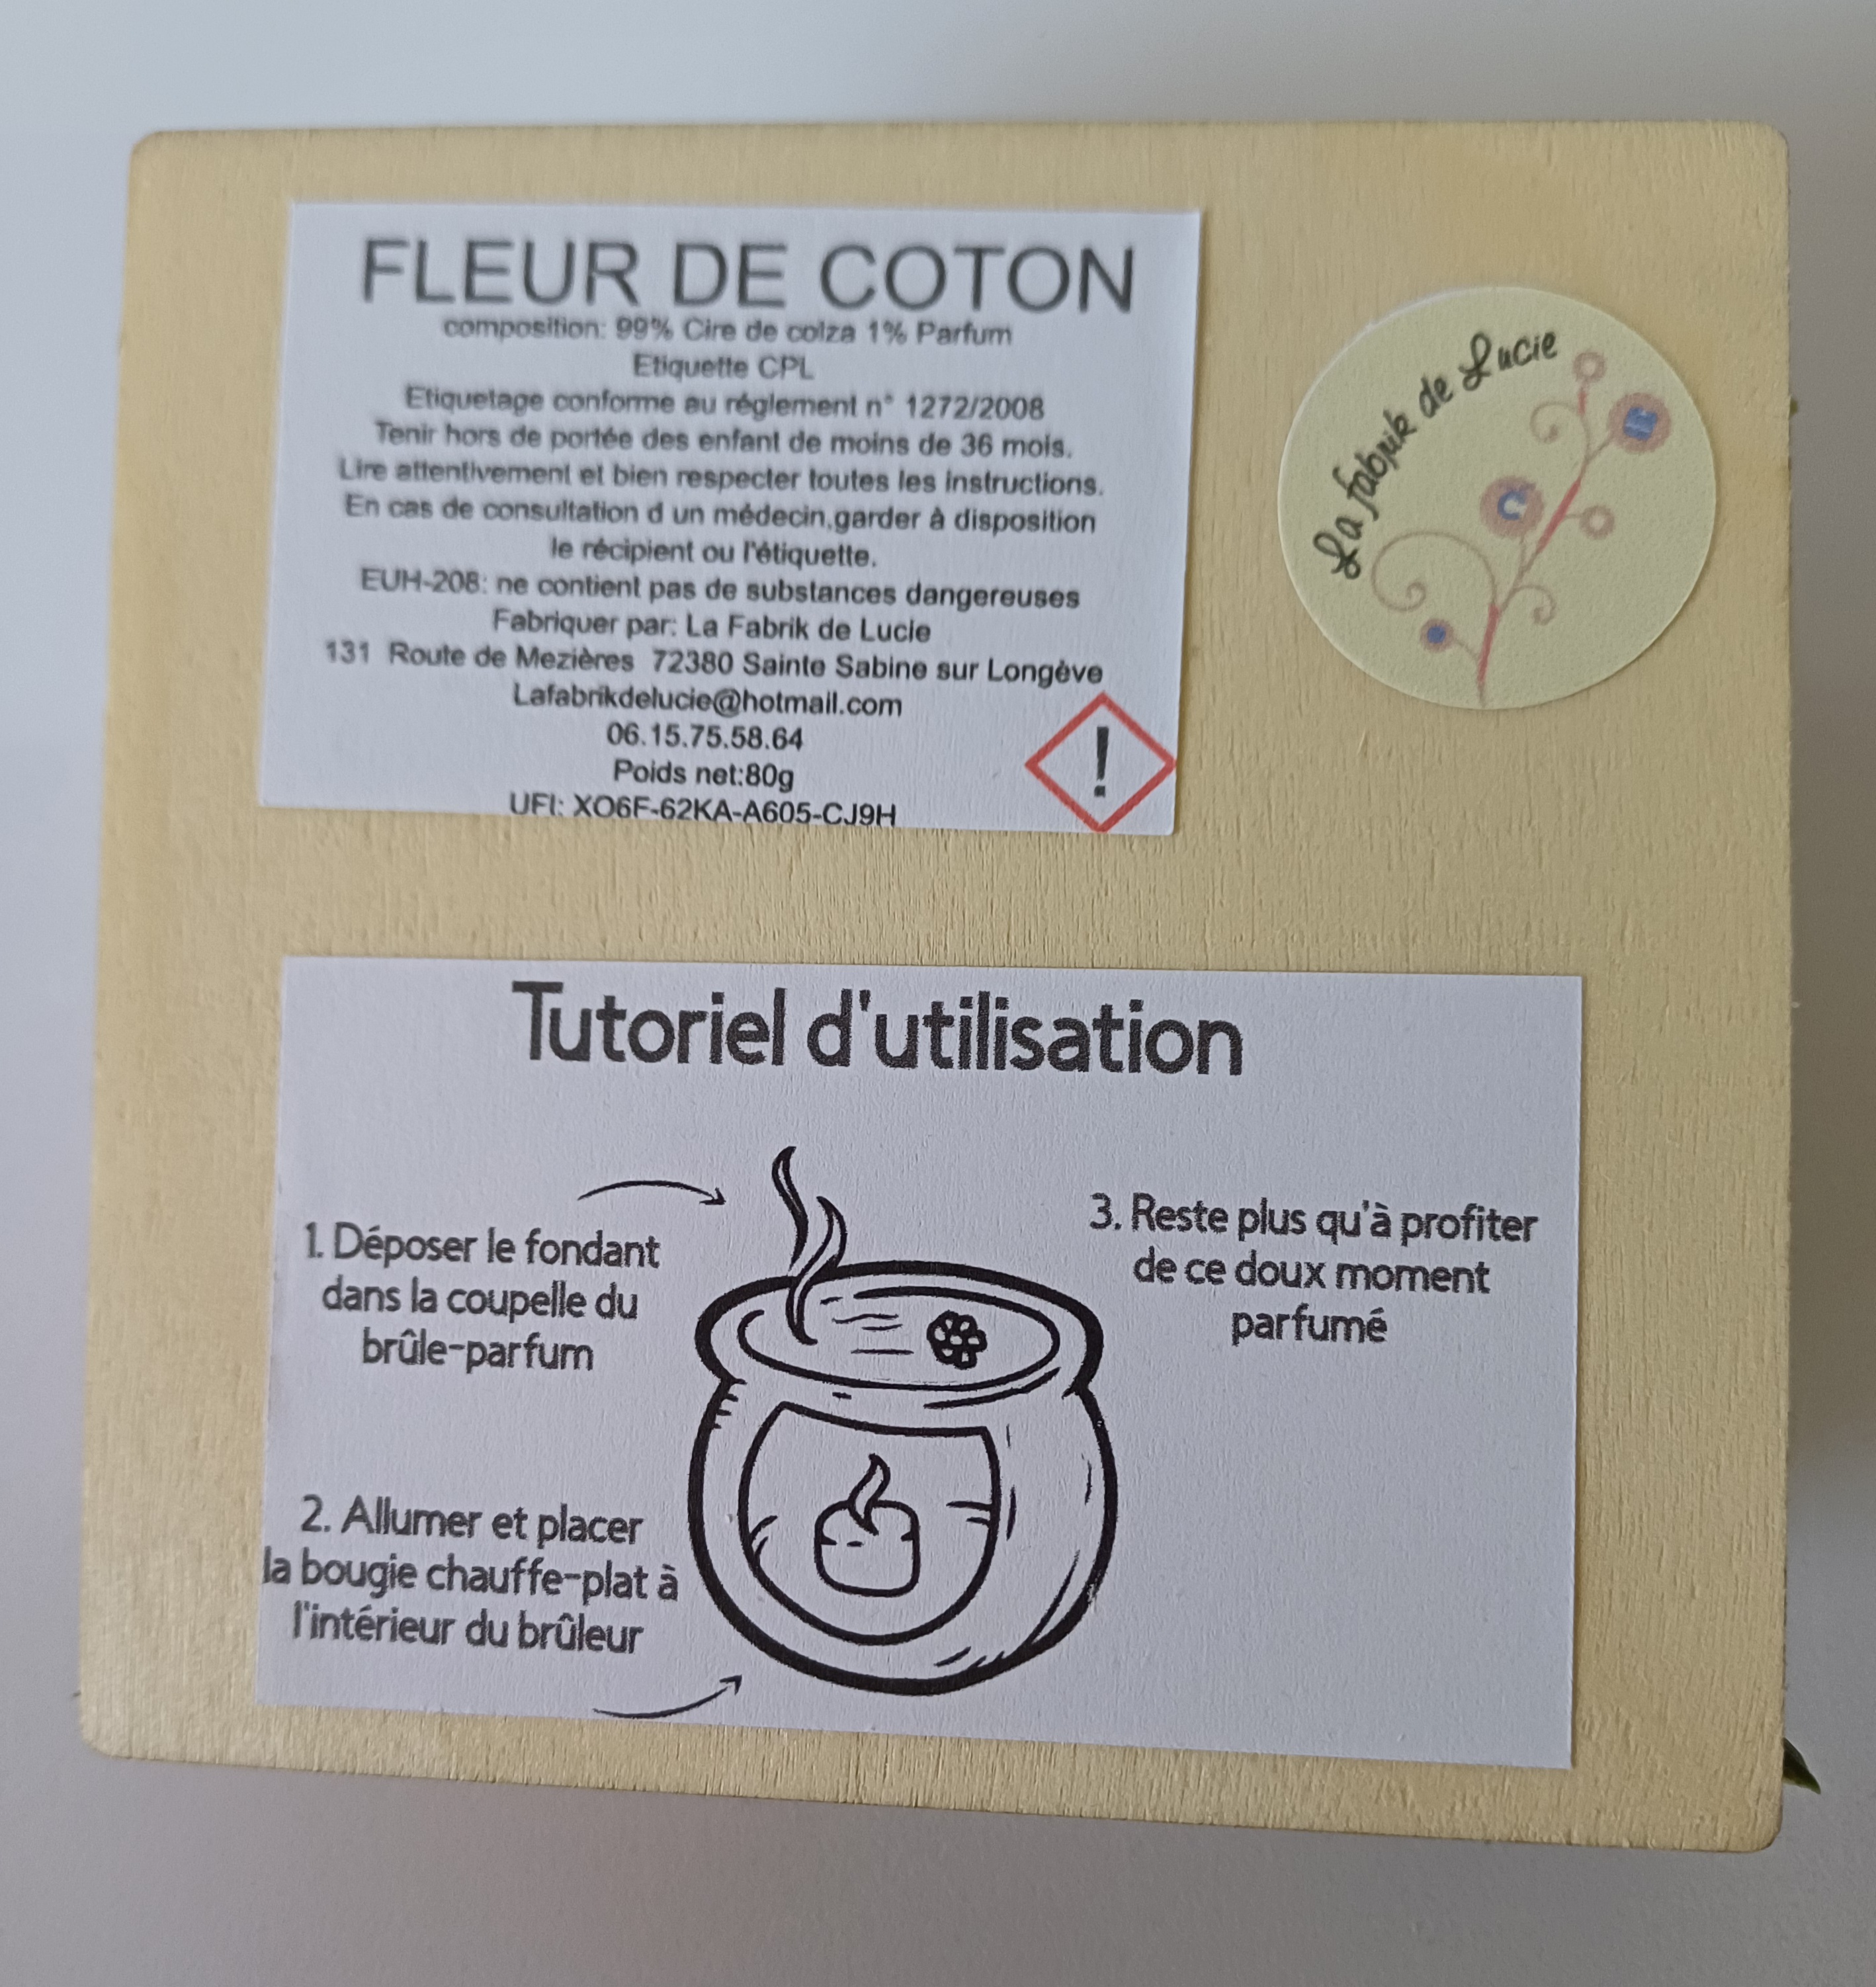 FLEUR DE COTON
composition: 99% Cire de colza 1% Parfum
Etiquette CPL
Etiquetage conforme au réglement n° 1272/2008
Tenir hors de portée des enfant de moins de 36 mois.
Lire attentivement et bien respecter toutes les instructions.
En cas de consultation d un médecin,garder à disposition
le récipient ou l'étiquette.
EUH-208: ne contient pas de substances dangereuses
Fabriquer par: La Fabrik de Lucie
131 Route de Mezières 72380 Sainte Sabine sur Longève
Lafabrikdelucie@hotmail.com
06.15.75.58.64
Poids net:80g
UFI: XO6F-62KA-A605-CJ9H
!
La fabrik de Lucie
Tutoriel d'utilisation
1. Déposer le fondant
dans la coupelle du
brûle-parfum
2. Allumer et placer
la bougie chauffe-plat à
l'intérieur du brûleur
3. Reste plus qu'à profiter
de ce doux moment
parfumé